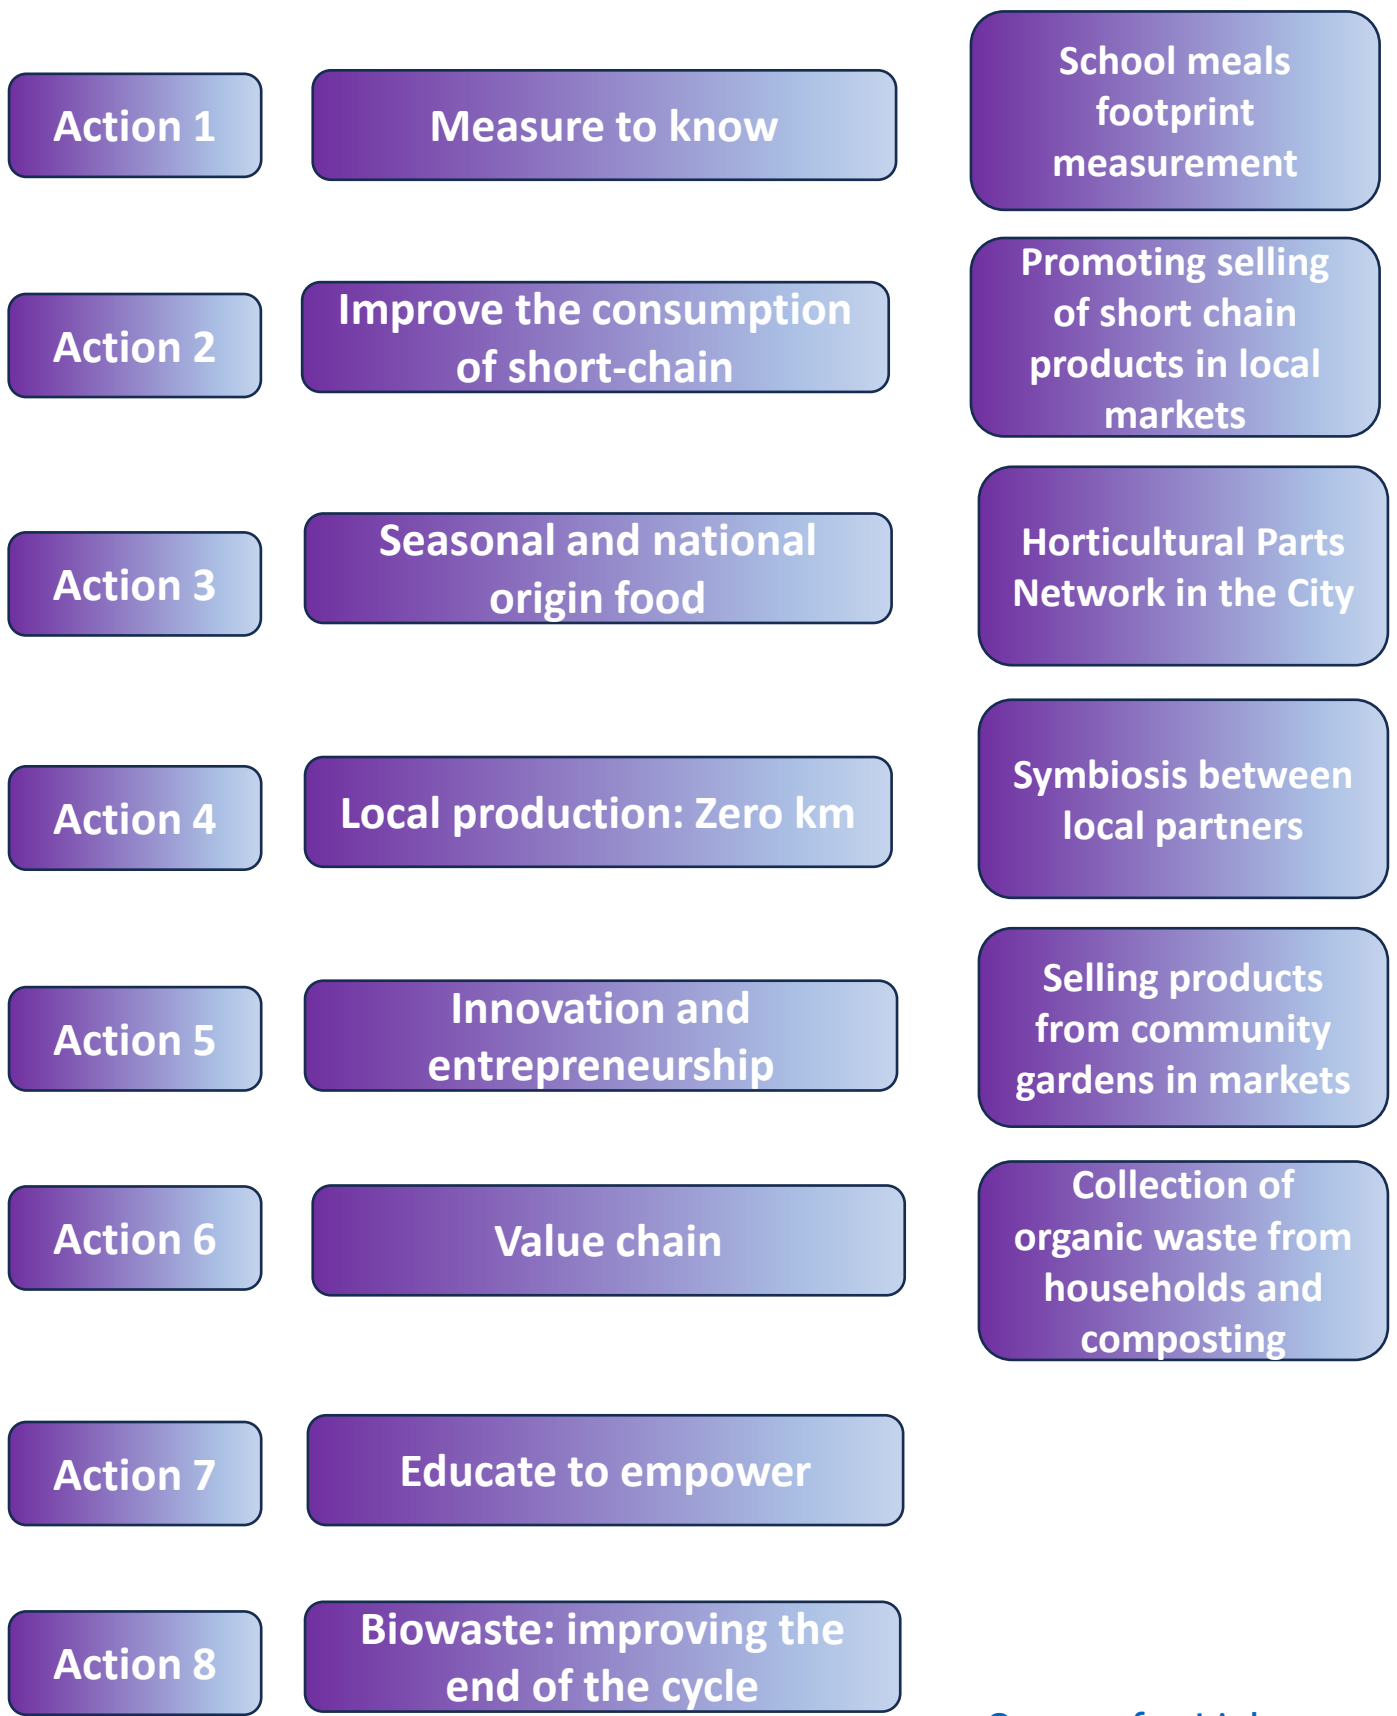 Action 1
Measure to know
School meals
footprint
measurement
Action 2
Improve the consumption
of short-chain
Promoting selling
of short chain
products in local
markets
Action 3
Seasonal and national
origin food
Horticultural Parts
Network in the City
Action 4
Local production: Zero km
Symbiosis between
local partners
Action 5
Innovation and
entrepreneurship
Selling products
from community
gardens in markets
Action 6
Value chain
Collection of
organic waste from
households and
composting
Action 7
Educate to empower
Action 8
Biowaste: improving the
end of the cycle